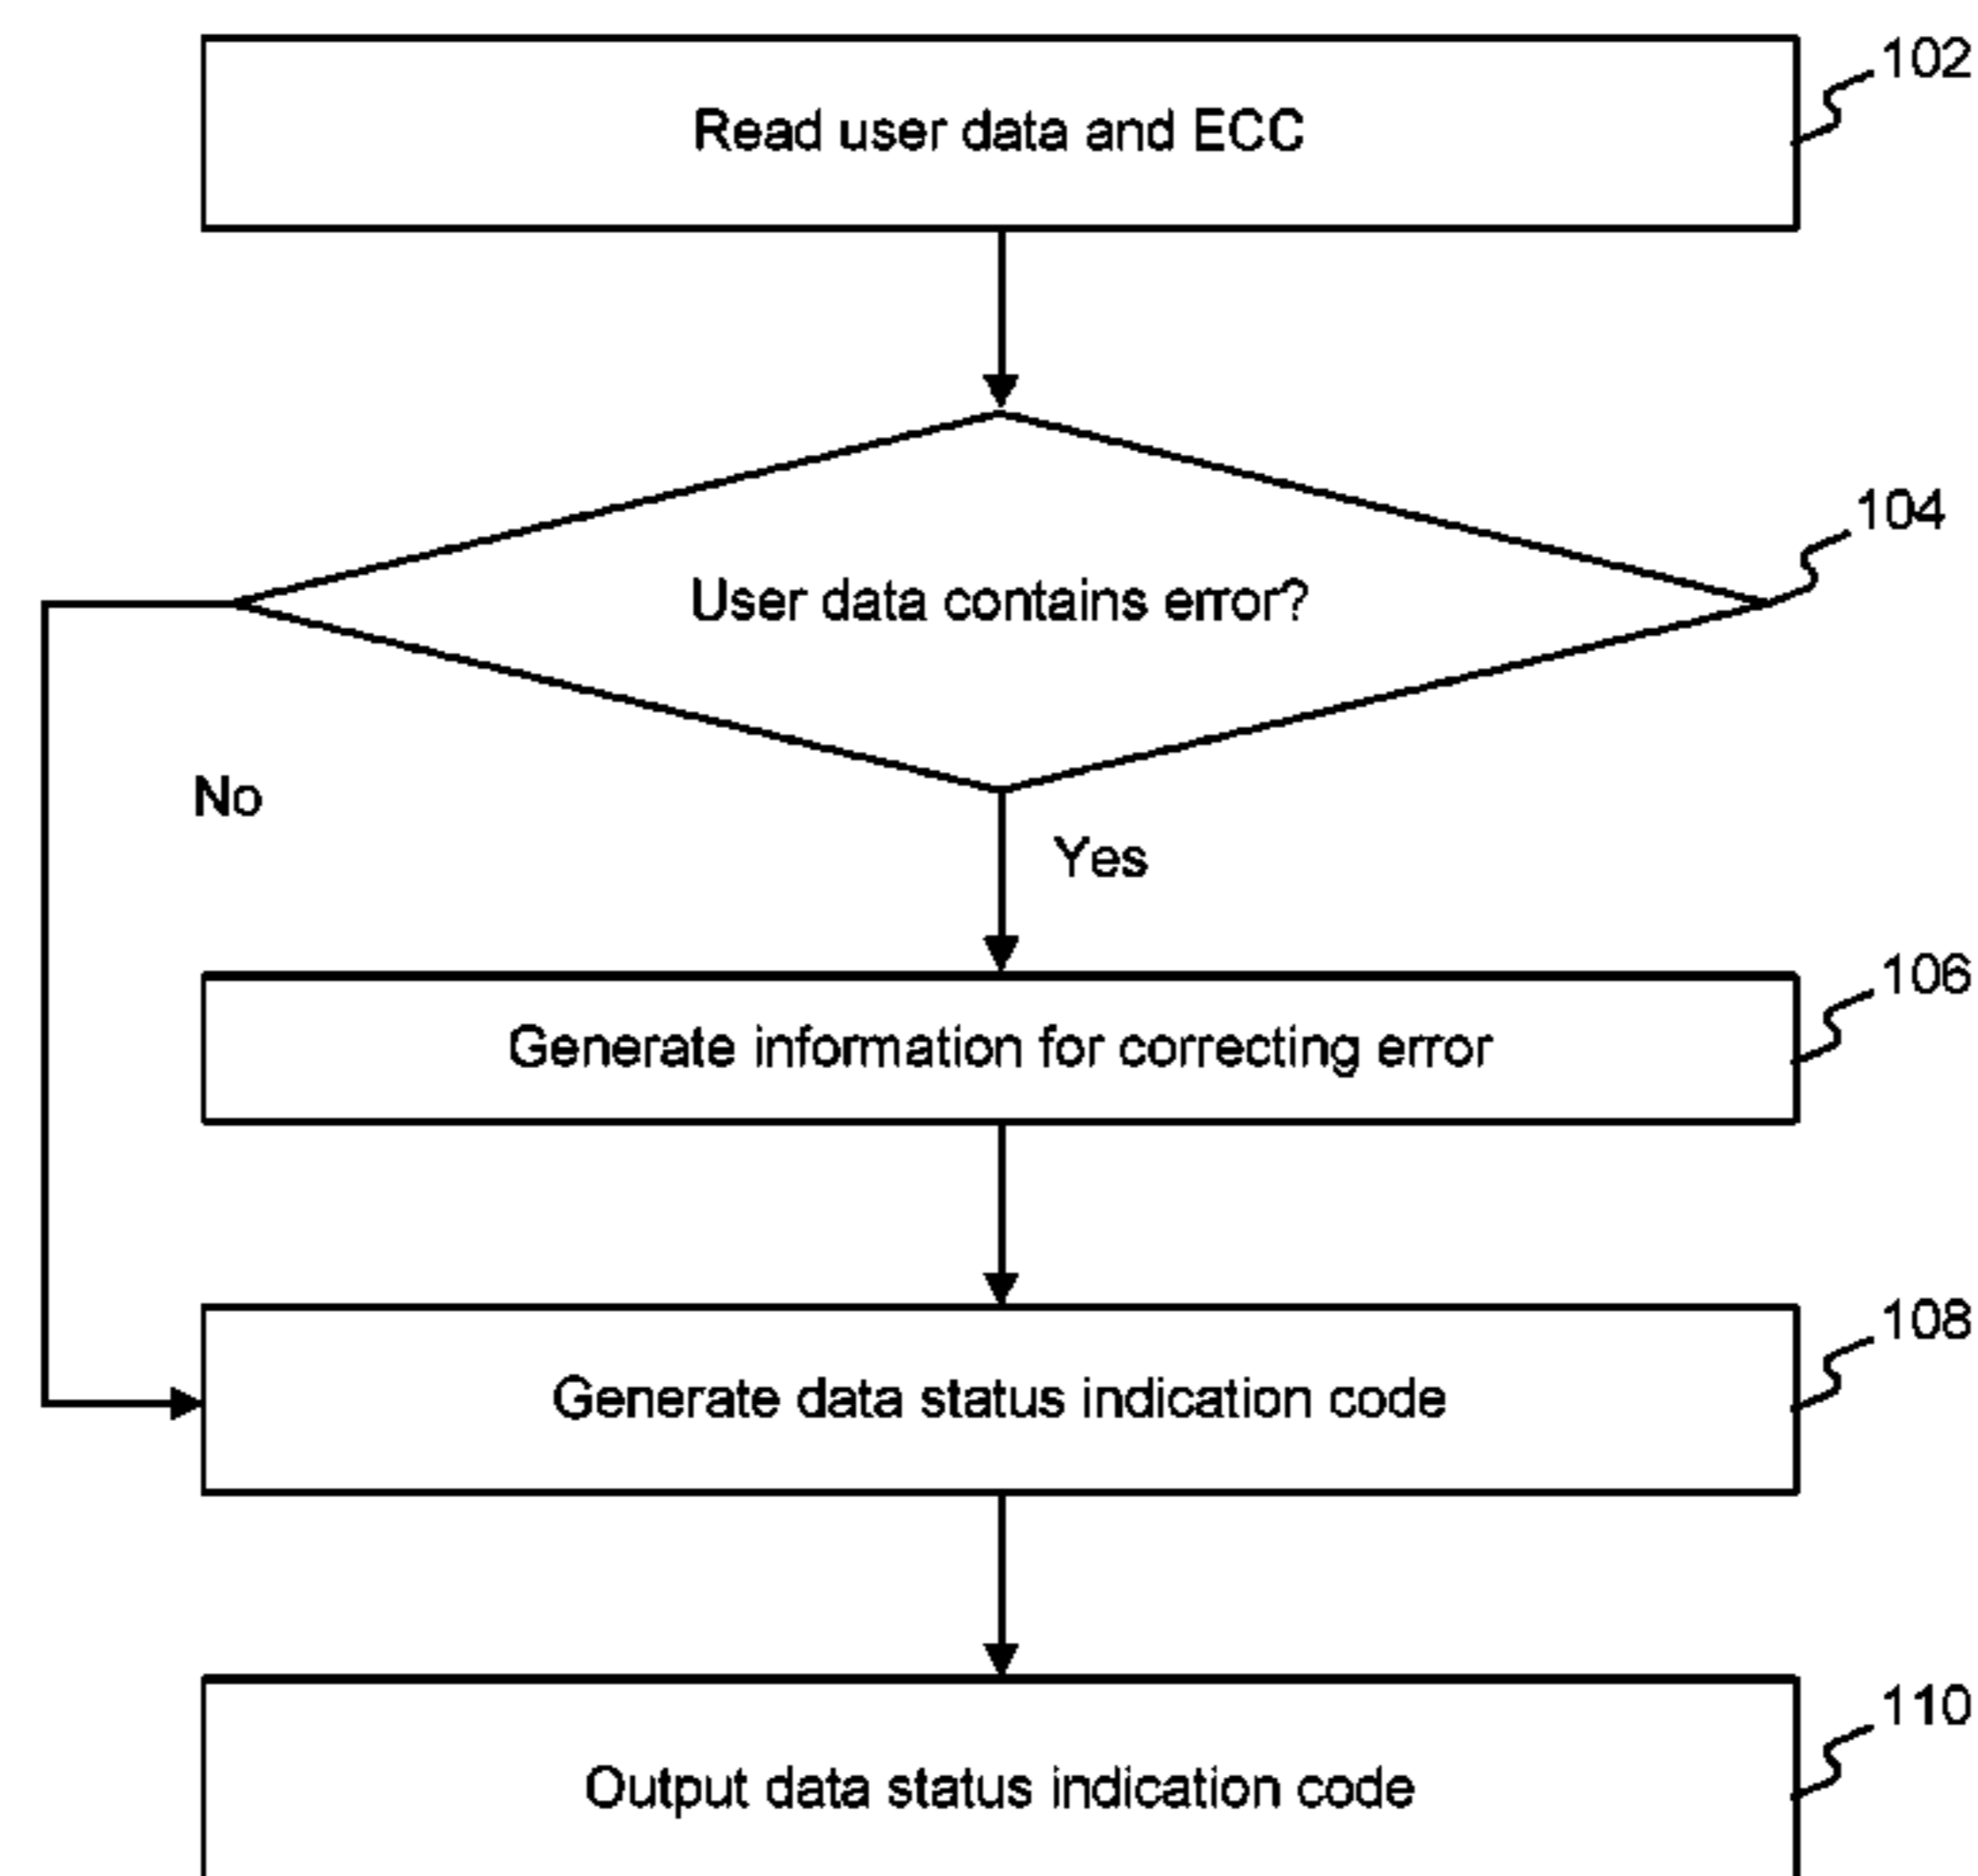 102
Read user data and ECC
104
User data contains error?
No
Yes
106
Generate information for correcting error
108
Generate data status indication code
110
Output data status indication code